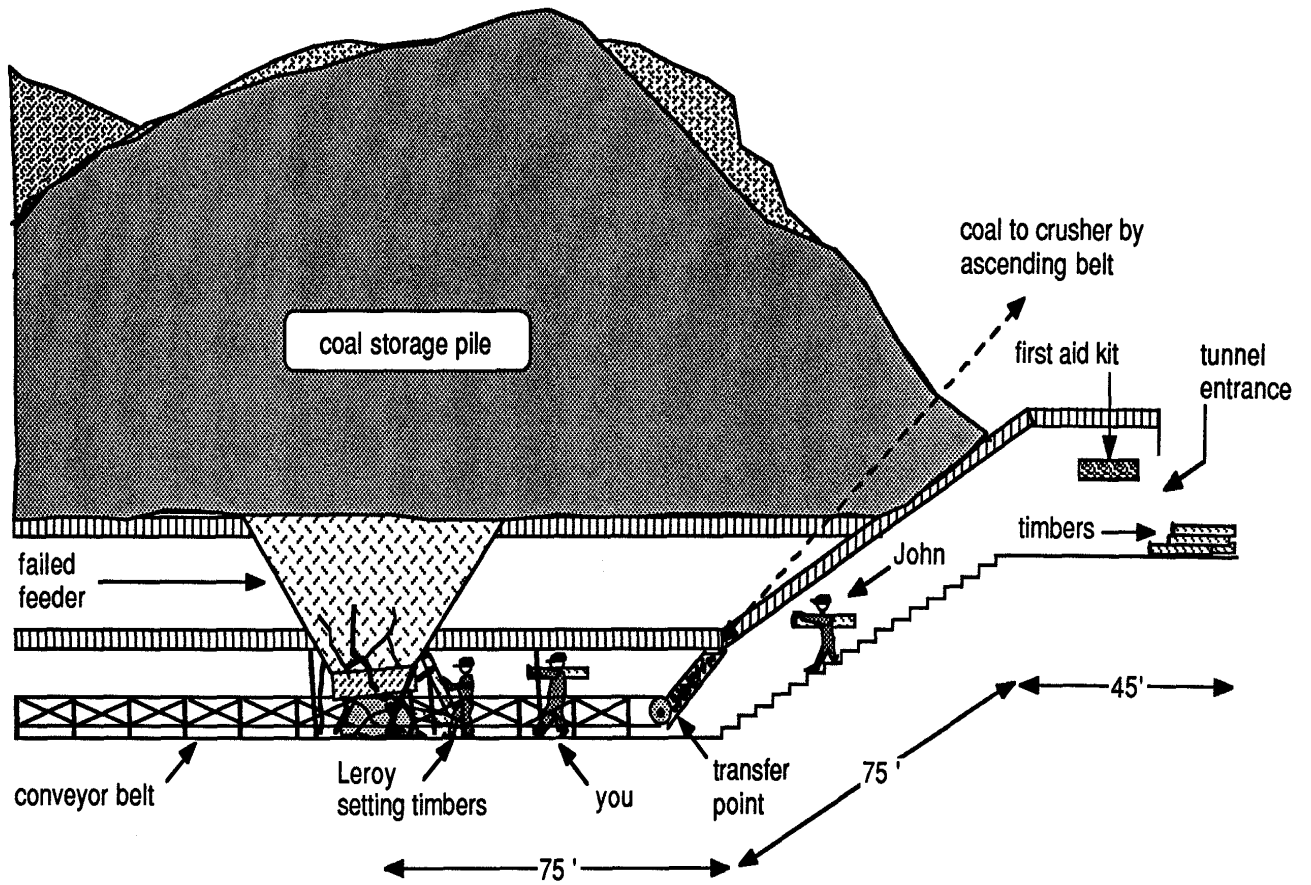 coal to crusher by
ascending belt
coal storage pile
first aid kit
tunnel
entrance
timbers
John
failed
feeder
45'
conveyor belt
Leroy
setting timbers
you
transfer
point
75 '
75 '